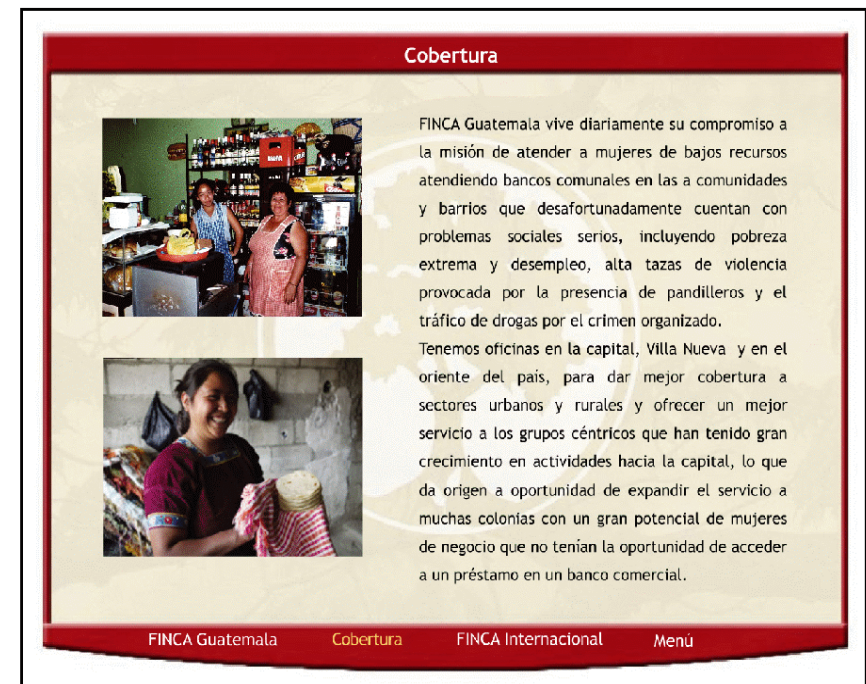 Cobertura
FINCA Guatemala vive diariamente su compromiso a
la misión de atender a mujeres de bajos recursos
atendiendo bancos comunales en las a comunidades
y barrios que desafortunadamente cuentan con
problemas sociales serios, incluyendo pobreza
extrema y desempleo, alta tazas de violencia
provocada por la presencia de pandilleros y el
tráfico de drogas por el crimen organizado.
Tenemos oficinas en la capital, Villa Nueva y en el
oriente del país, para dar mejor cobertura a
sectores urbanos y rurales y ofrecer un mejor
servicio a los grupos céntricos que han tenido gran
crecimiento en actividades hacia la capital, lo que
da origen a oportunidad de expandir el servicio a
muchas colonias con un gran potencial de mujeres
de negocio que no tenían la oportunidad de acceder
a un préstamo en un banco comercial.
FINCA Guatemala Cobertura FINCA Internacional Menú